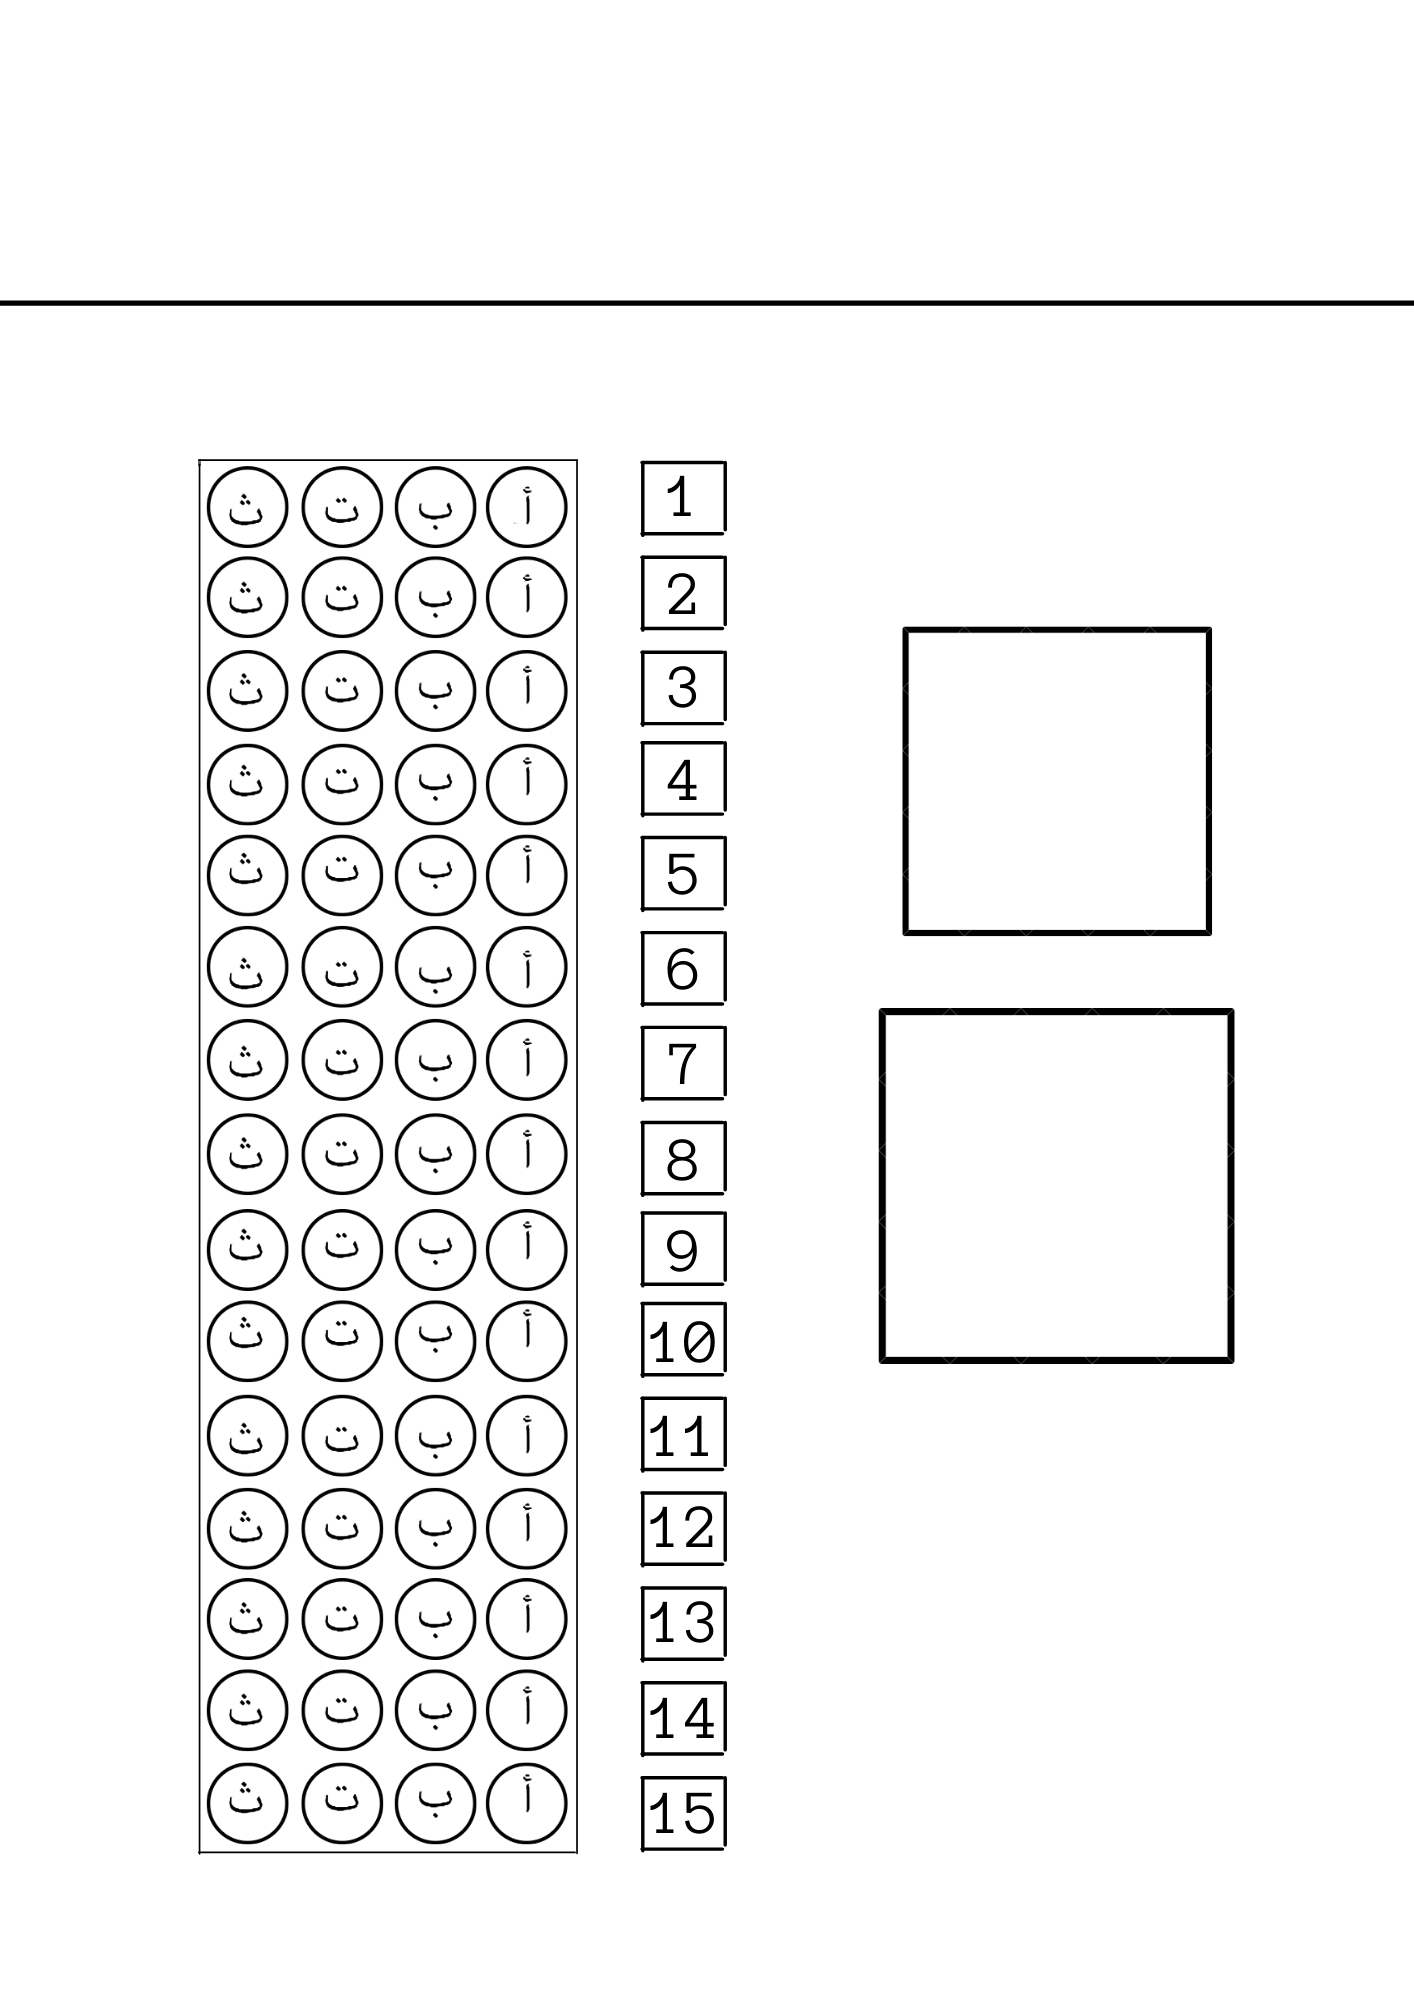 1 أ ب ت ث
2 أ ب ت ث
3 أ ب ت ث
4 أ ب ت ث
5 أ ب ت ث
6 أ ب ت ث
7 أ ب ت ث
8 أ ب ت ث
9 أ ب ت ث
10 أ ب ت ث
11 أ ب ت ث
12 أ ب ت ث
13 أ ب ت ث
14 أ ب ت ث
15 أ ب ت ث